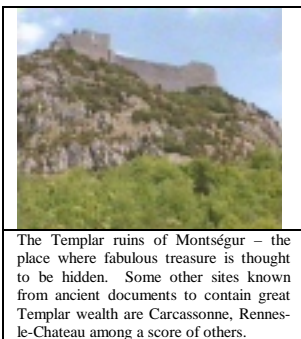 The Templar ruins of Montségur – the
place where fabulous treasure is thought
to be hidden. Some other sites known
from ancient documents to contain great
Templar wealth are Carcassonne, Rennes-
le-Chateau among a score of others.